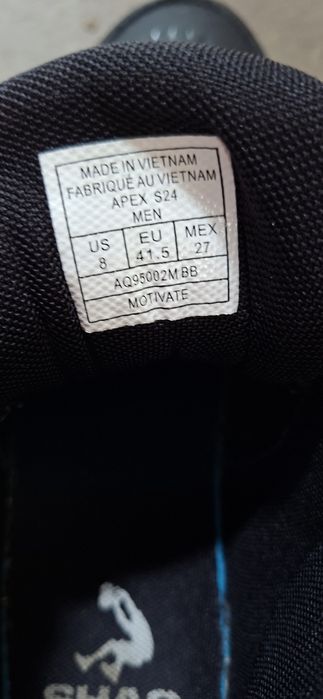 MADE IN VIETNAM
FABRIQUÉ AU VIETNAM
APEX S24
MEN
US EU MEX
8 41.5 27
AQ95002M BB
MOTIVATE
SHAQ